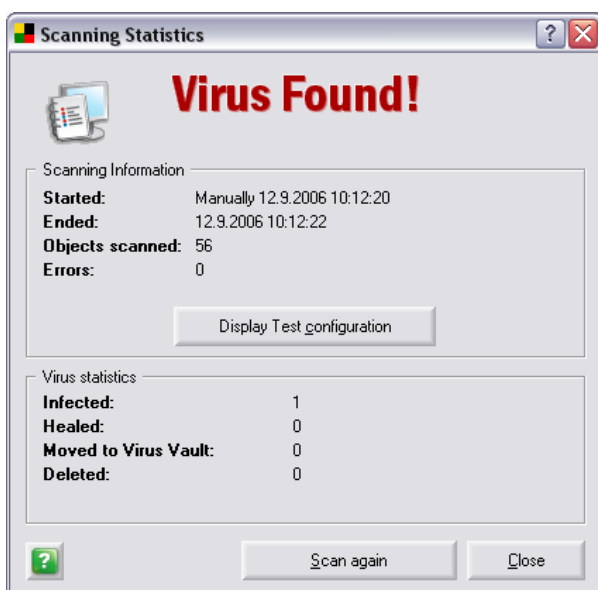 Scanning Statistics
Virus Found!
Scanning Information
Started: Manually 12.9.2006 10:12:20
Ended: 12.9.2006 10:12:22
Objects scanned: 56
Errors: 0
Display Test configuration
Virus statistics
Infected: 1
Healed: 0
Moved to Virus Vault: 0
Deleted: 0
? Scan again Close